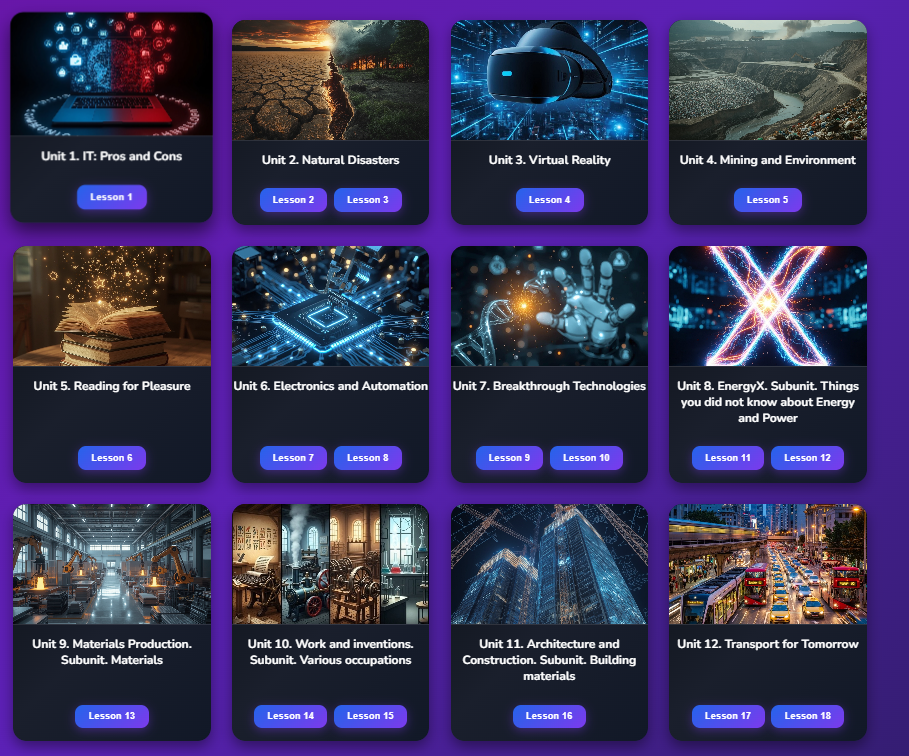 Unit 1. IT: Pros and Cons
Lesson 1
Unit 2. Natural Disasters
Lesson 2
Lesson 3
Unit 3. Virtual Reality
Lesson 4
Unit 4. Mining and Environment
Lesson 5
Unit 5. Reading for Pleasure
Lesson 6
Unit 6. Electronics and Automation
Lesson 7
Lesson 8
Unit 7. Breakthrough Technologies
Lesson 9
Lesson 10
Unit 8. EnergyX. Subunit. Things
you did not know about Energy
and Power
Lesson 11
Lesson 12
Unit 9. Materials Production.
Subunit. Materials
Lesson 13
Unit 10. Work and inventions.
Subunit. Various occupations
Lesson 14
Lesson 15
Unit 11. Architecture and
Construction. Subunit. Building
materials
Lesson 16
Unit 12. Transport for Tomorrow
Lesson 17
Lesson 18